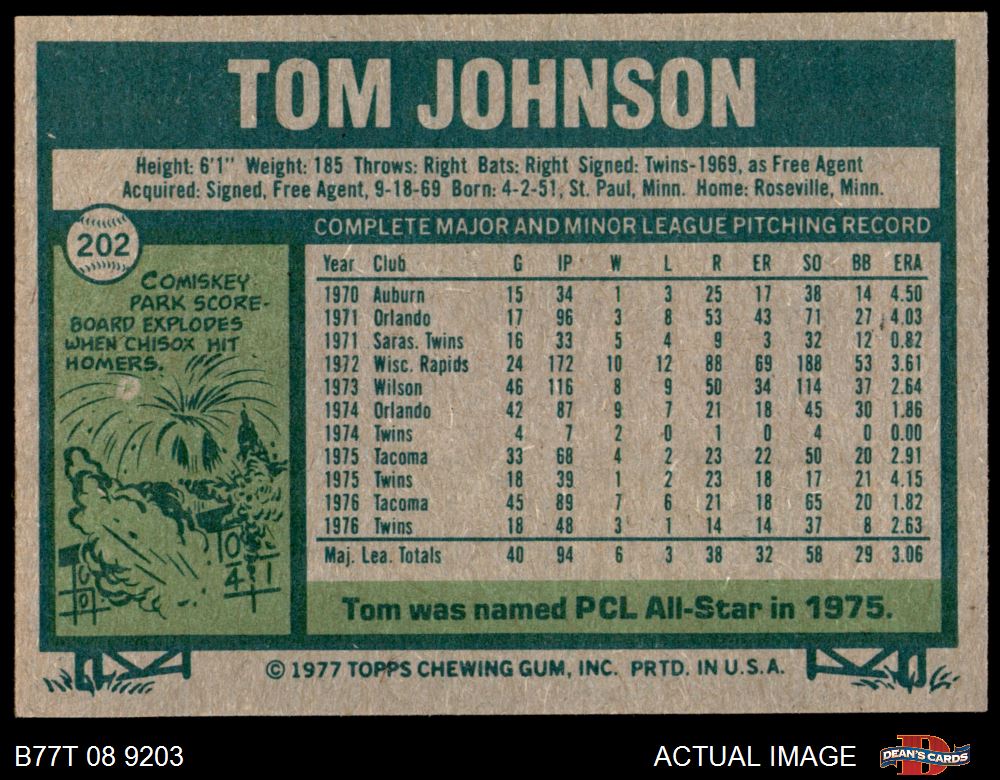 TOM JOHNSON
Height: 6'1" Weight: 185 Throws: Right Bats: Right Signed: Twins-1969, as Free Agent
Acquired: Signed, Free Agent, 9-18-69 Born: 4-2-51, St. Paul, Minn. Home: Roseville, Minn.
202
COMISKEY
PARK SCORE-
BOARD EXPLODES
WHEN CHISOX HIT
HOMERS.
COMPLETE MAJOR AND MINOR LEAGUE PITCHING RECORD
Year Club G IP W L R ER SO BB ERA
1970 Auburn 15 34 1 3 25 17 38 14 4.50
1971 Orlando 17 96 3 8 53 43 71 27 4.03
1971 Saras. Twins 16 33 5 4 9 3 32 12 0.82
1972 Wisc. Rapids 24 172 10 12 88 69 188 53 3.61
1973 Wilson 46 116 8 9 50 34 114 37 2.64
1974 Orlando 42 87 9 7 21 18 45 30 1.86
1974 Twins 4 7 2 0 1 0 4 0 0.00
1975 Tacoma 33 68 4 2 23 22 50 20 2.91
1975 Twins 18 39 1 2 23 18 17 21 4.15
1976 Tacoma 45 89 7 6 21 18 65 20 1.82
1976 Twins 18 48 3 1 14 14 37 8 2.63
Maj. Lea. Totals 40 94 6 3 38 32 58 29 3.06
Tom was named PCL All-Star in 1975.
© 1977 TOPPS CHEWING GUM, INC. PRTD. IN U.S.A.
B77T 08 9203
ACTUAL IMAGE
DEAN'S CARDS